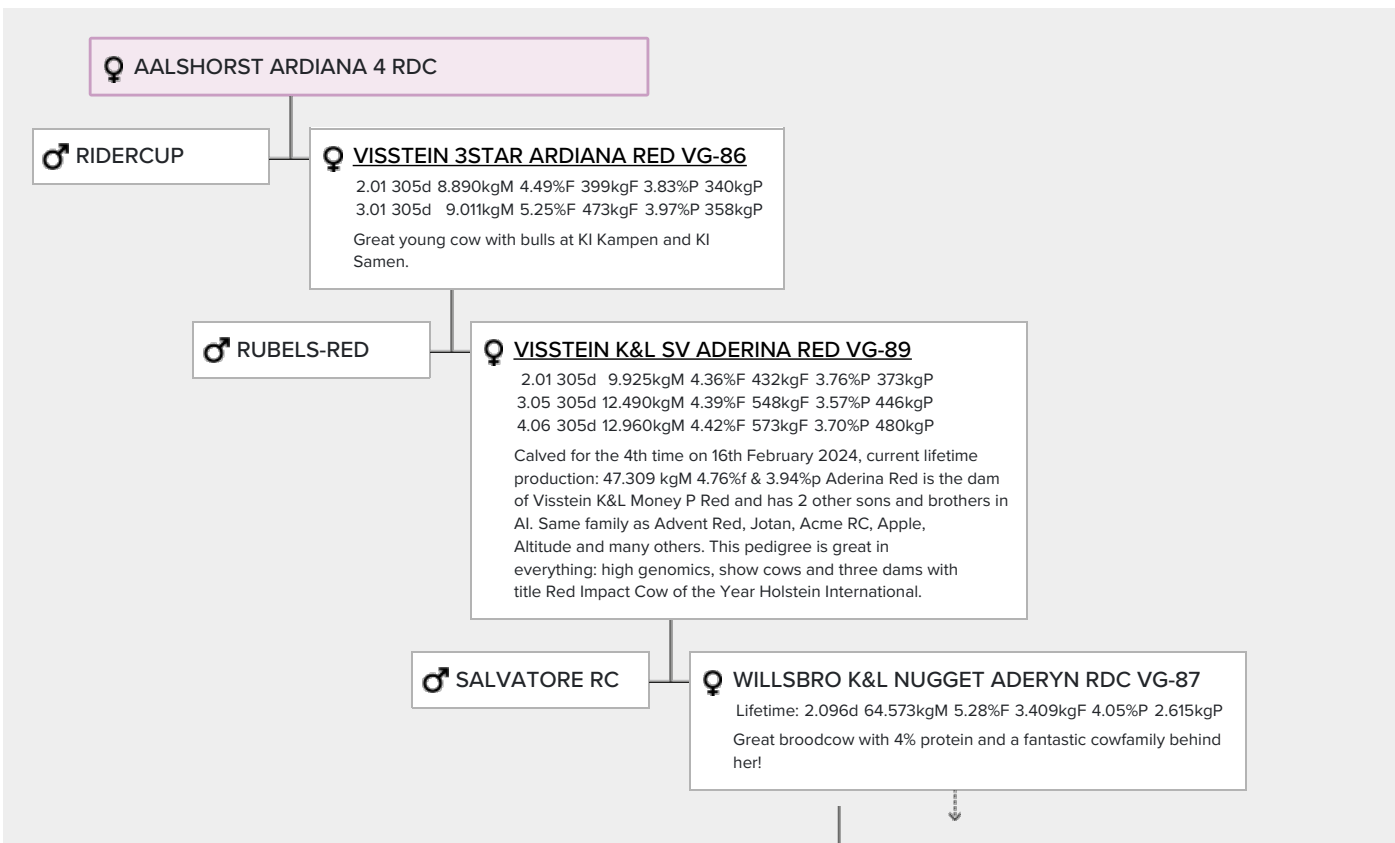 AALSHORST ARDIANA 4 RDC
RIDERCUP
VISSTEIN 3STAR ARDIANA RED VG-86
2.01 305d 8.890kgM 4.49%F 399kgF 3.83%P 340kgP
3.01 305d 9.011kgM 5.25%F 473kgF 3.97%P 358kgP
Great young cow with bulls at KI Kampen and KI
Samen.
RUBELS-RED
VISSTEIN K&L SV ADERINA RED VG-89
2.01 305d 9.925kgM 4.36%F 432kgF 3.76%P 373kgP
3.05 305d 12.490kgM 4.39%F 548kgF 3.57%P 446kgP
4.06 305d 12.960kgM 4.42%F 573kgF 3.70%P 480kgP
Calved for the 4th time on 16th February 2024, current lifetime
production: 47.309 kgM 4.76%f & 3.94%p Aderina Red is the dam
of Visstein K&L Money P Red and has 2 other sons and brothers in
AI. Same family as Advent Red, Jotan, Acme RC, Apple,
Altitude and many others. This pedigree is great in
everything: high genomics, show cows and three dams with
title Red Impact Cow of the Year Holstein International.
SALVATORE RC
WILLSBRO K&L NUGGET ADERYN RDC VG-87
Lifetime: 2.096d 64.573kgM 5.28%F 3.409kgF 4.05%P 2.615kgP
Great broodcow with 4% protein and a fantastic cowfamily behind
her!